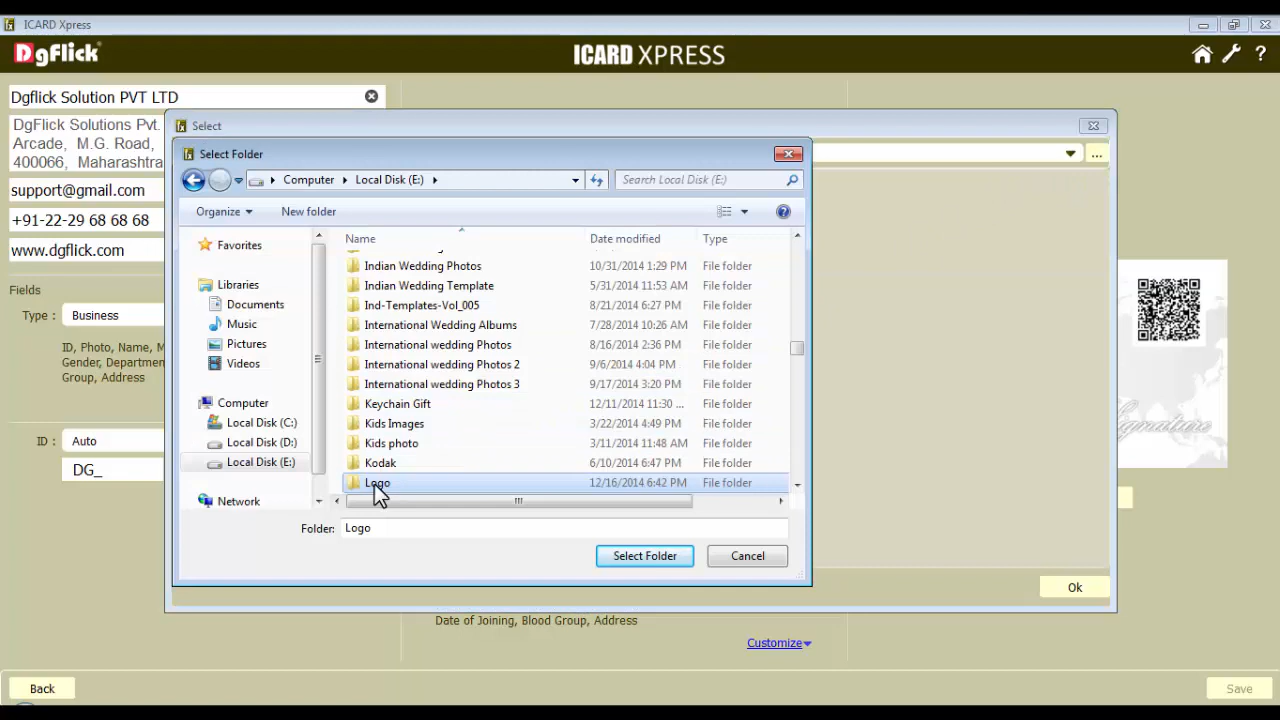 ICARD Xpress
DgFlick
ICARD XPRESS
?
Dgflick Solution PVT LTD
DgFlick Solutions Pvt.
Arcade, M.G. Road,
400066, Maharashtra
support@gmail.com
+91-22-29 68 68 68
www.dgflick.com
Fields
Type : Business
ID, Photo, Name, M
Gender, Department
Group, Address
ID : Auto
DG_
Select
...
Select Folder
Computer Local Disk (E:)
Search Local Disk (E:)
Organize New folder
Favorites
Libraries
Documents
Music
Pictures
Videos
Computer
Local Disk (C:)
Local Disk (D:)
Local Disk (E:)
Network
Name Date modified Type
Indian Wedding Photos 10/31/2014 1:29 PM File folder
Indian Wedding Template 5/31/2014 11:53 AM File folder
Ind-Templates-Vol_005 8/21/2014 6:27 PM File folder
International Wedding Albums 7/28/2014 10:26 AM File folder
International wedding Photos 8/16/2014 2:36 PM File folder
International wedding Photos 2 9/6/2014 4:04 PM File folder
International wedding Photos 3 9/17/2014 3:20 PM File folder
Keychain Gift 12/11/2014 11:30 ... File folder
Kids Images 3/22/2014 4:49 PM File folder
Kids photo 3/11/2014 11:48 AM File folder
Kodak 6/10/2014 6:47 PM File folder
Logo 12/16/2014 6:42 PM File folder
Folder: Logo
Select Folder Cancel
Signature
Ok
Date of Joining, Blood Group, Address
Customize
Back
Save